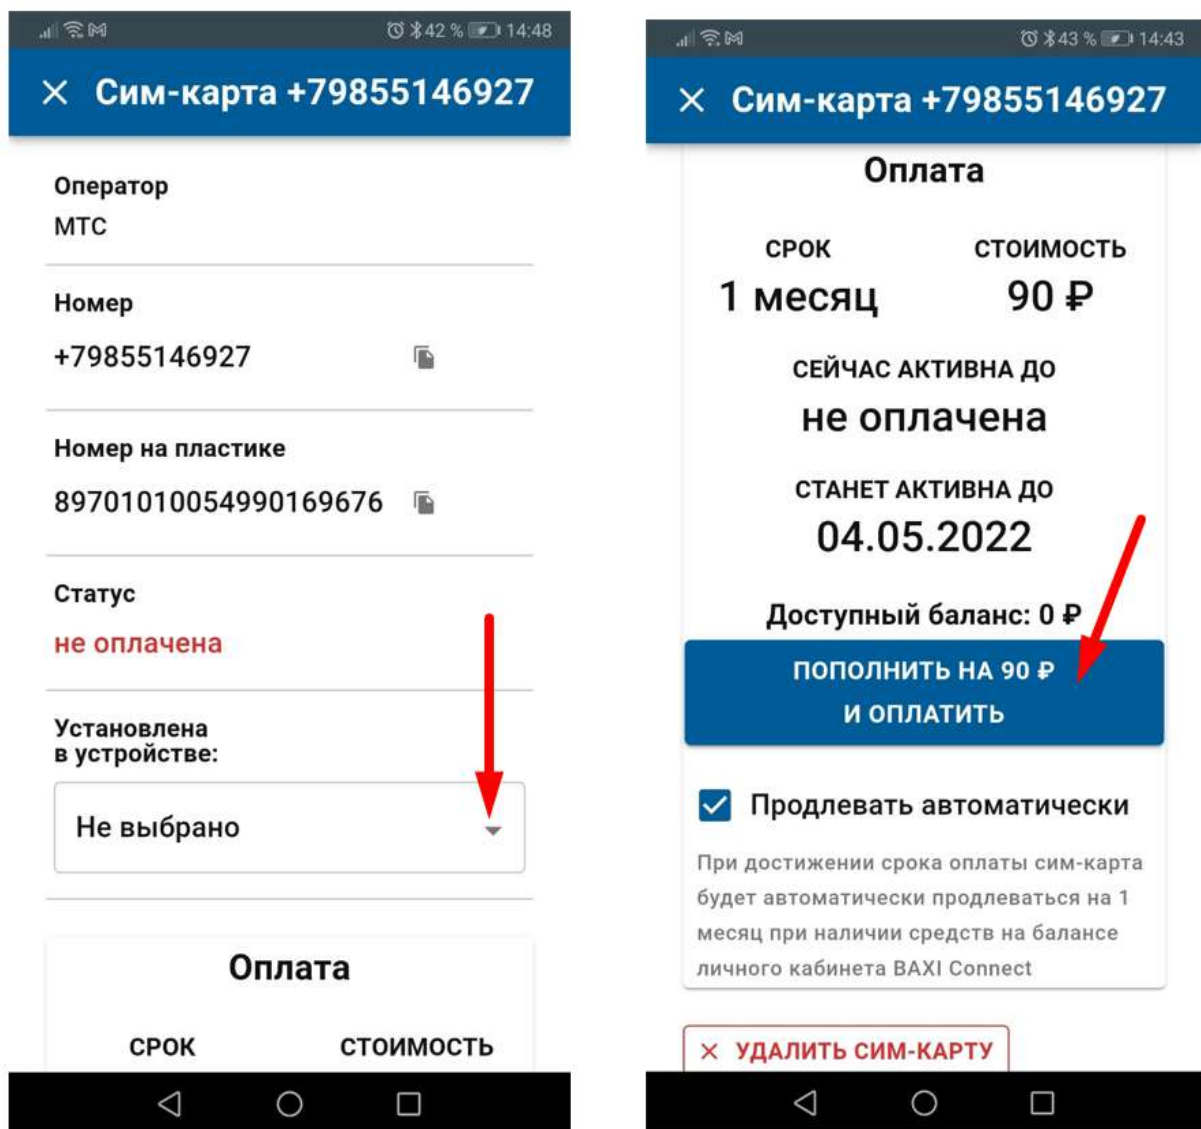 42 % 14:48
Сим-карта +79855146927
Оператор
МТС
Номер
+79855146927
Номер на пластике
89701010054990169676
Статус
не оплачена
Установлена
в устройстве:
Не выбрано
Оплата
СРОК СТОИМОСТЬ
43 % 14:43
Сим-карта +79855146927
Оплата
СРОК СТОИМОСТЬ
1 месяц 90 ₽
СЕЙЧАС АКТИВНА ДО
не оплачена
СТАНЕТ АКТИВНА ДО
04.05.2022
Доступный баланс: 0 ₽
ПОПОЛНИТЬ НА 90 ₽
И ОПЛАТИТЬ
Продлевать автоматически
При достижении срока оплаты сим-карта
будет автоматически продлеваться на 1
месяц при наличии средств на балансе
личного кабинета BAXI Connect
УДАЛИТЬ СИМ-КАРТУ